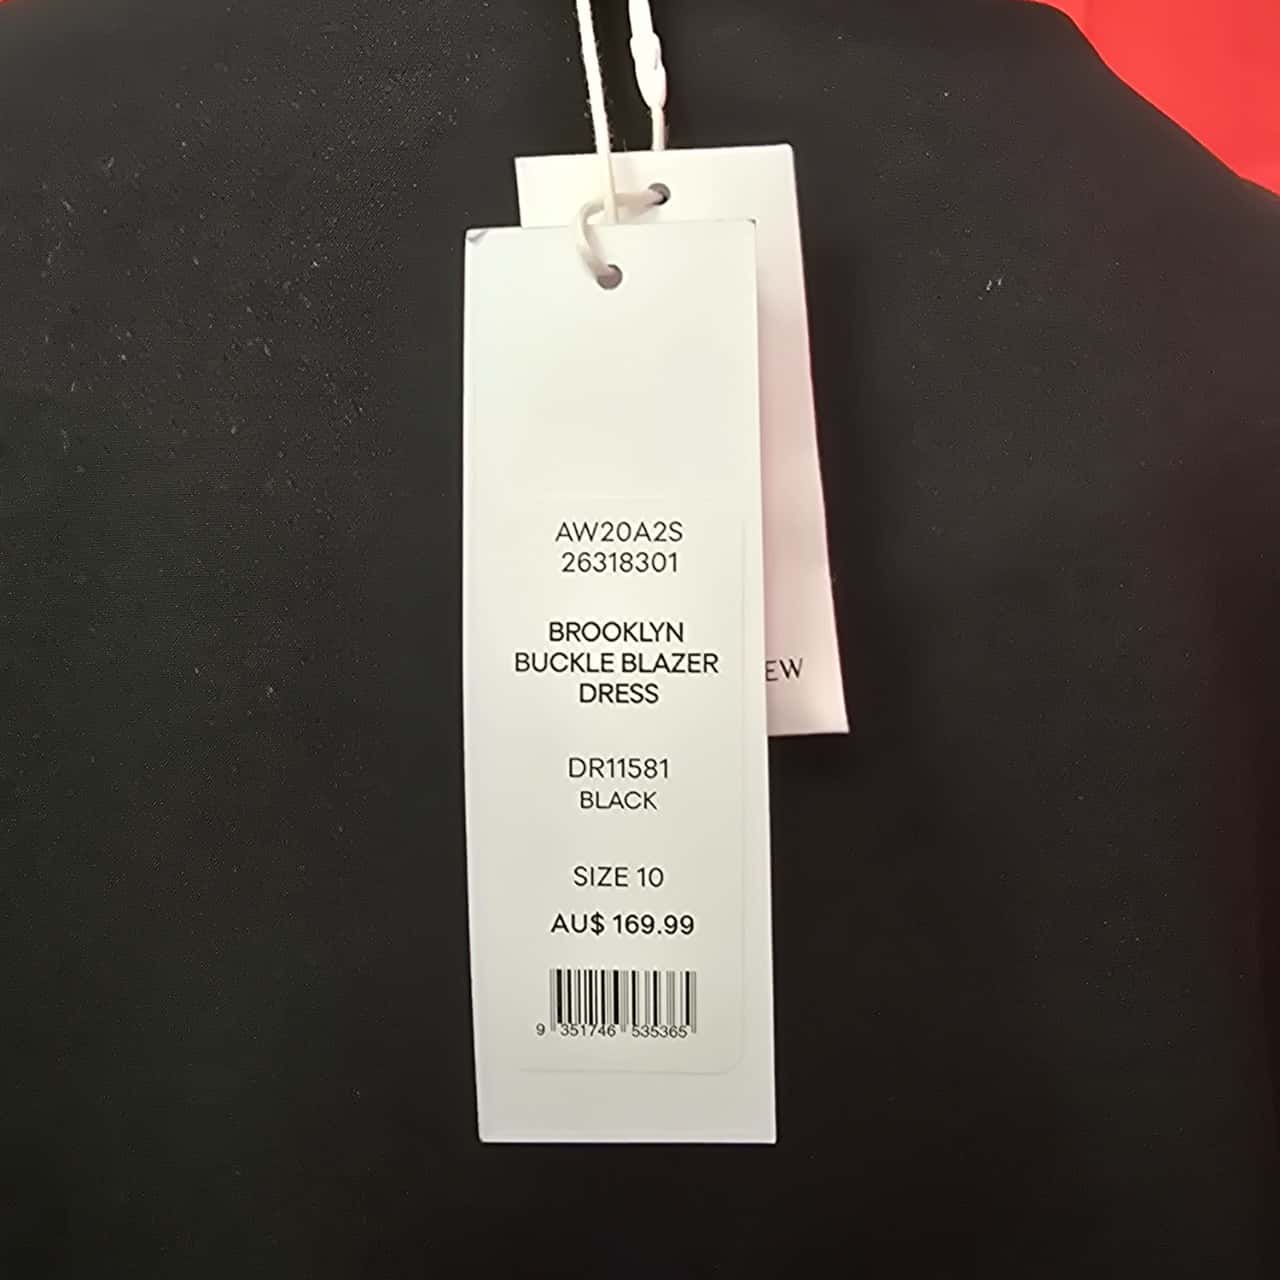 AW20A2S
26318301
BROOKLYN
BUCKLE BLAZER
DRESS
EW
DR11581
BLACK
SIZE 10
AU$ 169.99
9 351746 535365